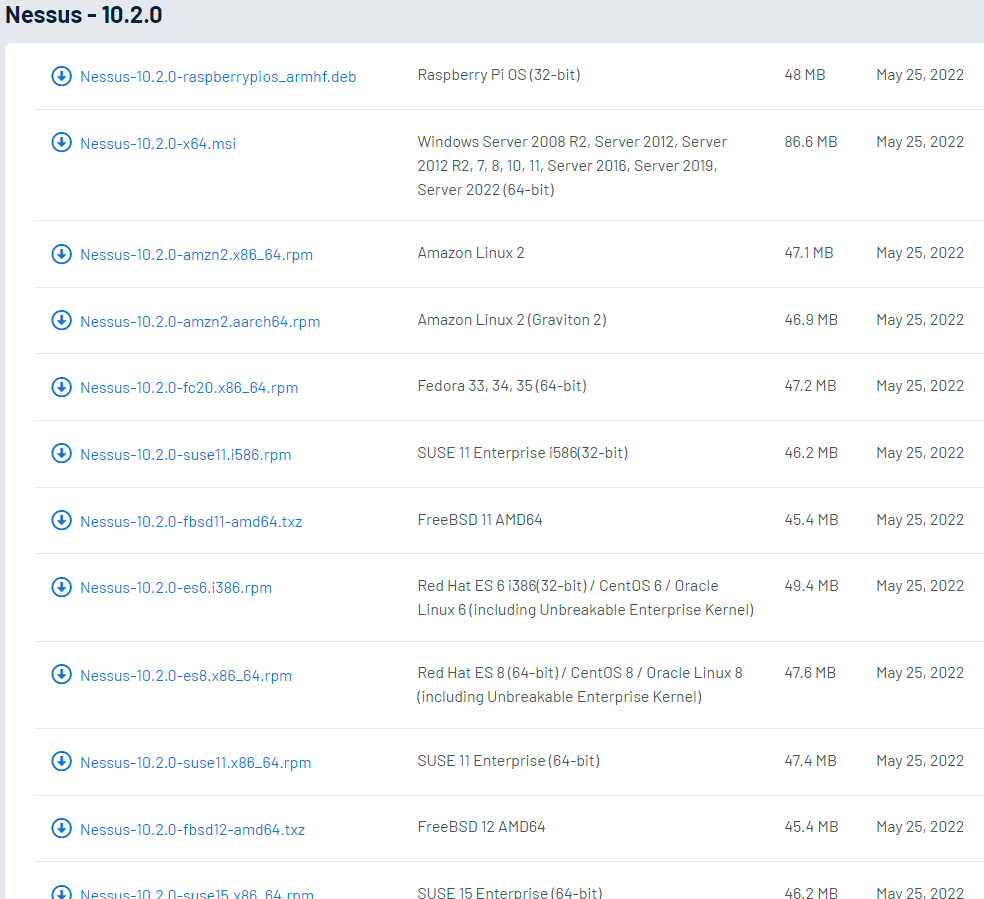 Nessus - 10.2.0
Nessus-10.2.0-raspberrypios_armhf.deb Raspberry Pi OS (32-bit) 48 MB May 25, 2022
Nessus-10.2.0-x64.msi Windows Server 2008 R2, Server 2012, Server 86.6 MB May 25, 2022
2012 R2, 7, 8, 10, 11, Server 2016, Server 2019,
Server 2022 (64-bit)
Nessus-10.2.0-amzn2.x86_64.rpm Amazon Linux 2 47.1 MB May 25, 2022
Nessus-10.2.0-amzn2.aarch64.rpm Amazon Linux 2 (Graviton 2) 46.9 MB May 25, 2022
Nessus-10.2.0-fc20.x86_64.rpm Fedora 33, 34, 35 (64-bit) 47.2 MB May 25, 2022
Nessus-10.2.0-suse11.i586.rpm SUSE 11 Enterprise i586(32-bit) 46.2 MB May 25, 2022
Nessus-10.2.0-fbsd11-amd64.txz FreeBSD 11 AMD64 45.4 MB May 25, 2022
Nessus-10.2.0-es6.i386.rpm Red Hat ES 6 i386(32-bit) / CentOS 6 / Oracle 49.4 MB May 25, 2022
Linux 6 (including Unbreakable Enterprise Kernel)
Nessus-10.2.0-es8.x86_64.rpm Red Hat ES 8 (64-bit) / CentOS 8 / Oracle Linux 8 47.6 MB May 25, 2022
(including Unbreakable Enterprise Kernel)
Nessus-10.2.0-suse11.x86_64.rpm SUSE 11 Enterprise (64-bit) 47.4 MB May 25, 2022
Nessus-10.2.0-fbsd12-amd64.txz FreeBSD 12 AMD64 45.4 MB May 25, 2022
Nessus-10.2.0-suse15.x86_64.rpm SUSE 15 Enterprise (64-bit) 46.2 MB May 25, 2022